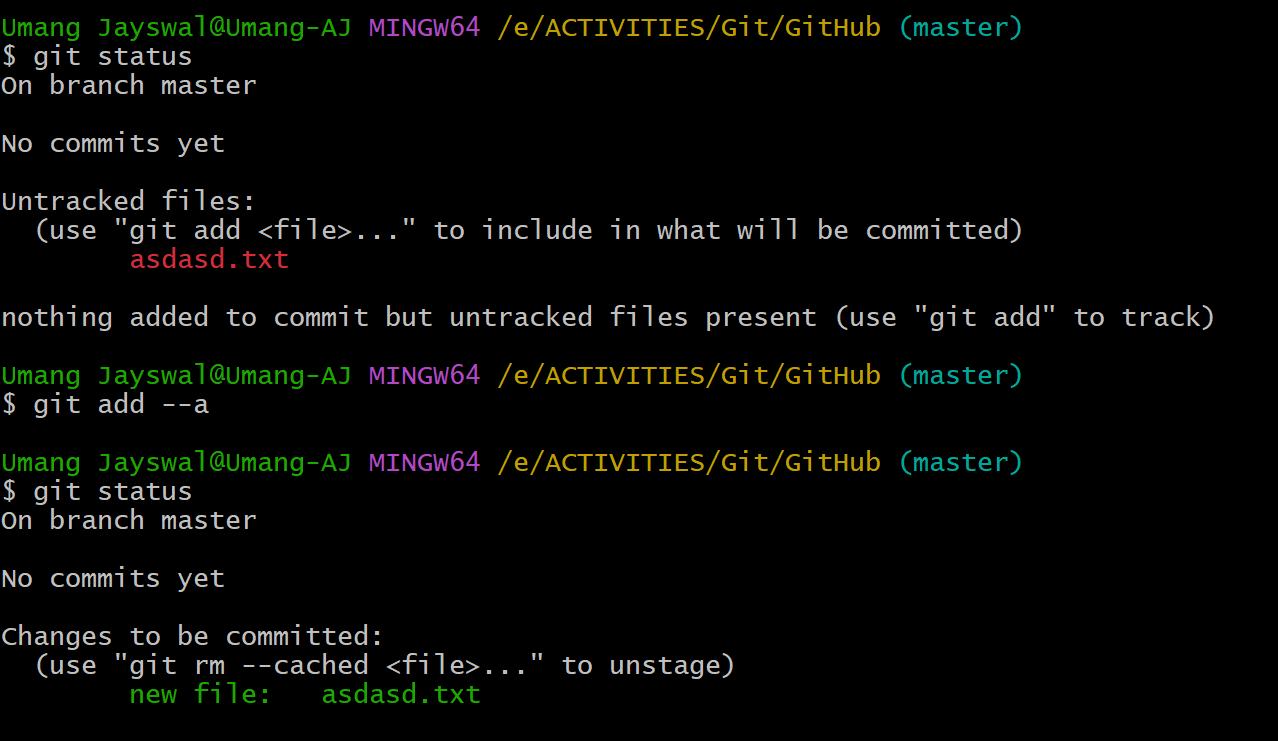 Umang Jayswal@Umang-AJ MINGW64 /e/ACTIVITIES/Git/GitHub (master)
$ git status
On branch master

No commits yet

Untracked files:
  (use "git add <file>..." to include in what will be committed)
        asdasd.txt

nothing added to commit but untracked files present (use "git add" to track)

Umang Jayswal@Umang-AJ MINGW64 /e/ACTIVITIES/Git/GitHub (master)
$ git add --a

Umang Jayswal@Umang-AJ MINGW64 /e/ACTIVITIES/Git/GitHub (master)
$ git status
On branch master

No commits yet

Changes to be committed:
  (use "git rm --cached <file>..." to unstage)
        new file:   asdasd.txt